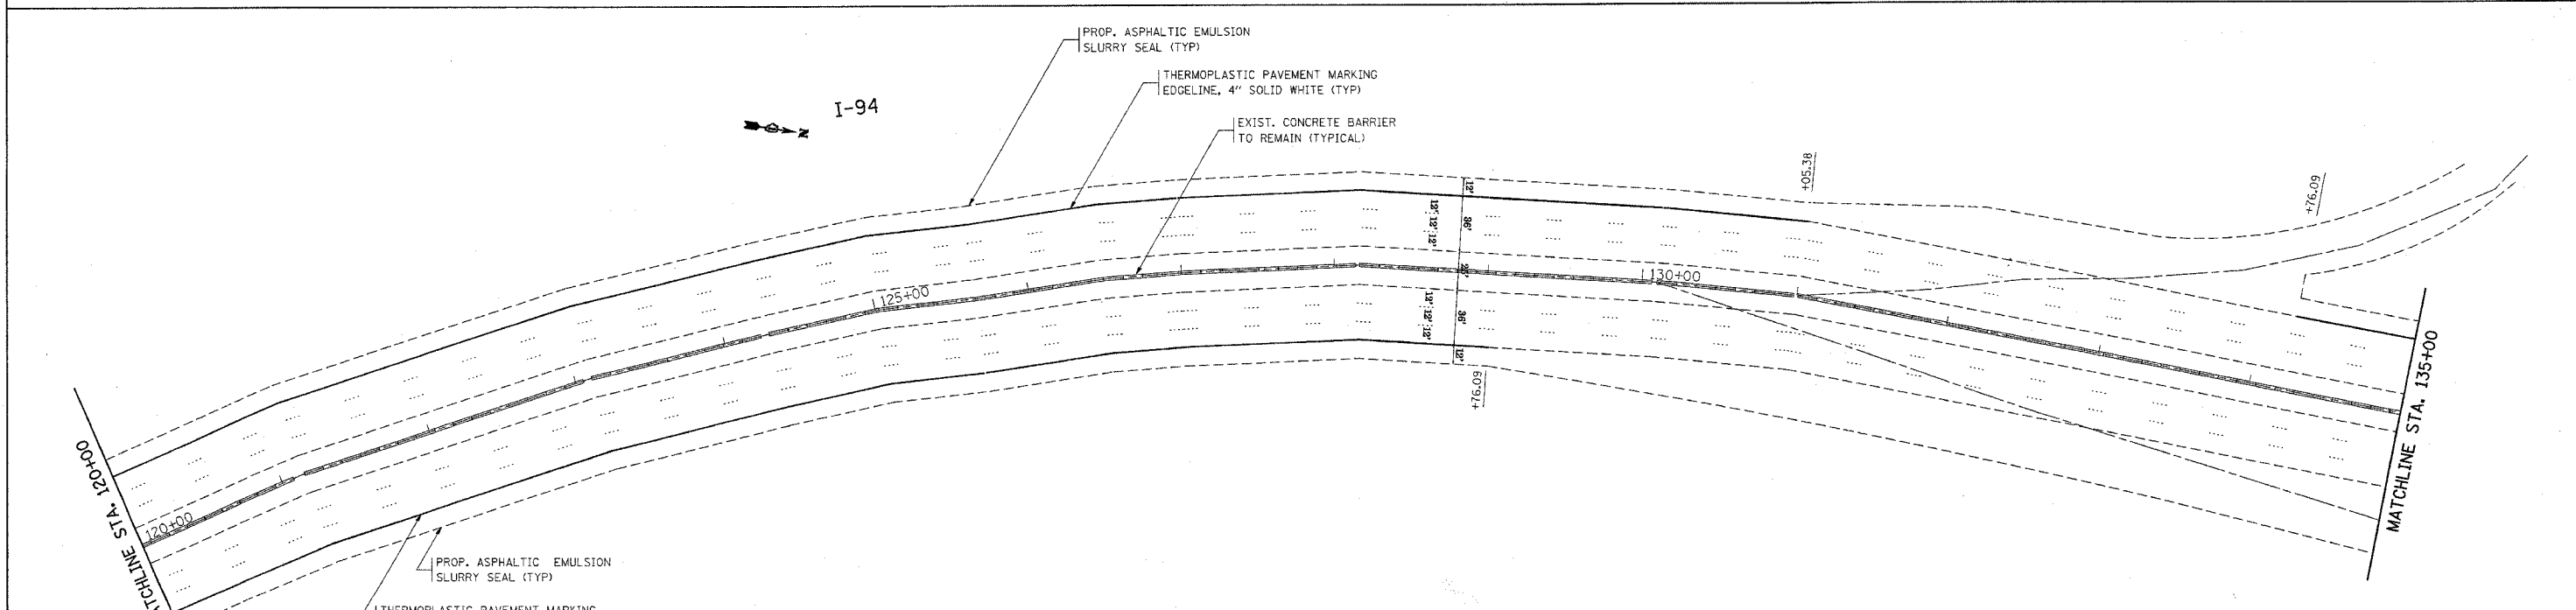 PROP. ASPHALTIC EMULSION
SLURRY SEAL (TYP)
THERMOPLASTIC PAVEMENT MARKING
EDGELINE, 4" SOLID WHITE (TYP)
I-94
N
EXIST. CONCRETE BARRIER
TO REMAIN (TYPICAL)
+05.38
+76.09
12'
36'
12' 12' 12'
130+00
125+00
12' 12' 12'
36'
12'
+76.09
MATCHLINE STA. 135+00
MATCHLINE STA. 120+00
120+00
PROP. ASPHALTIC EMULSION
SLURRY SEAL (TYP)
THERMOPLASTIC PAVEMENT MARKING